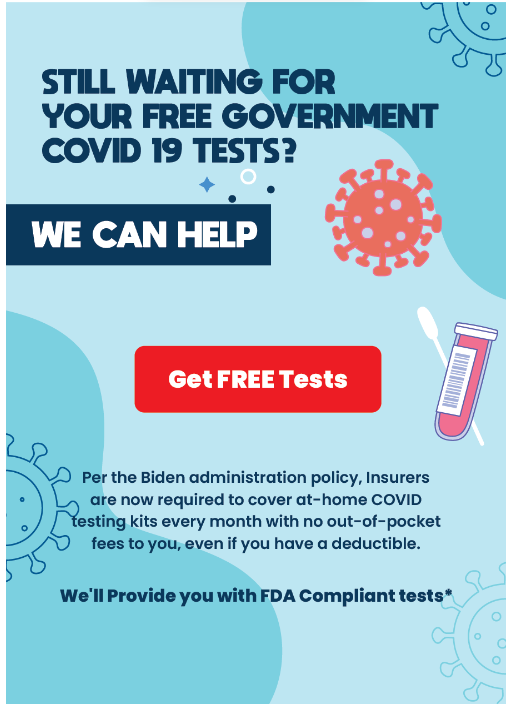 STILL WAITING FOR
YOUR FREE GOVERNMENT
COVID 19 TESTS?
WE CAN HELP
Get FREE Tests
Per the Biden administration policy, Insurers
are now required to cover at-home COVID
testing kits every month with no out-of-pocket
fees to you, even if you have a deductible.
We'll Provide you with FDA Compliant tests*